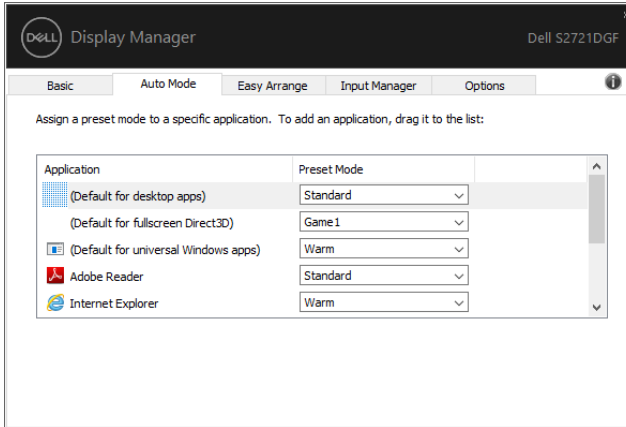 DELL Display Manager Dell S2721DGF
Basic Auto Mode Easy Arrange Input Manager Options
Assign a preset mode to a specific application. To add an application, drag it to the list:
Application Preset Mode
(Default for desktop apps) Standard
(Default for fullscreen Direct3D) Game1
(Default for universal Windows apps) Warm
Adobe Reader Standard
Internet Explorer Warm